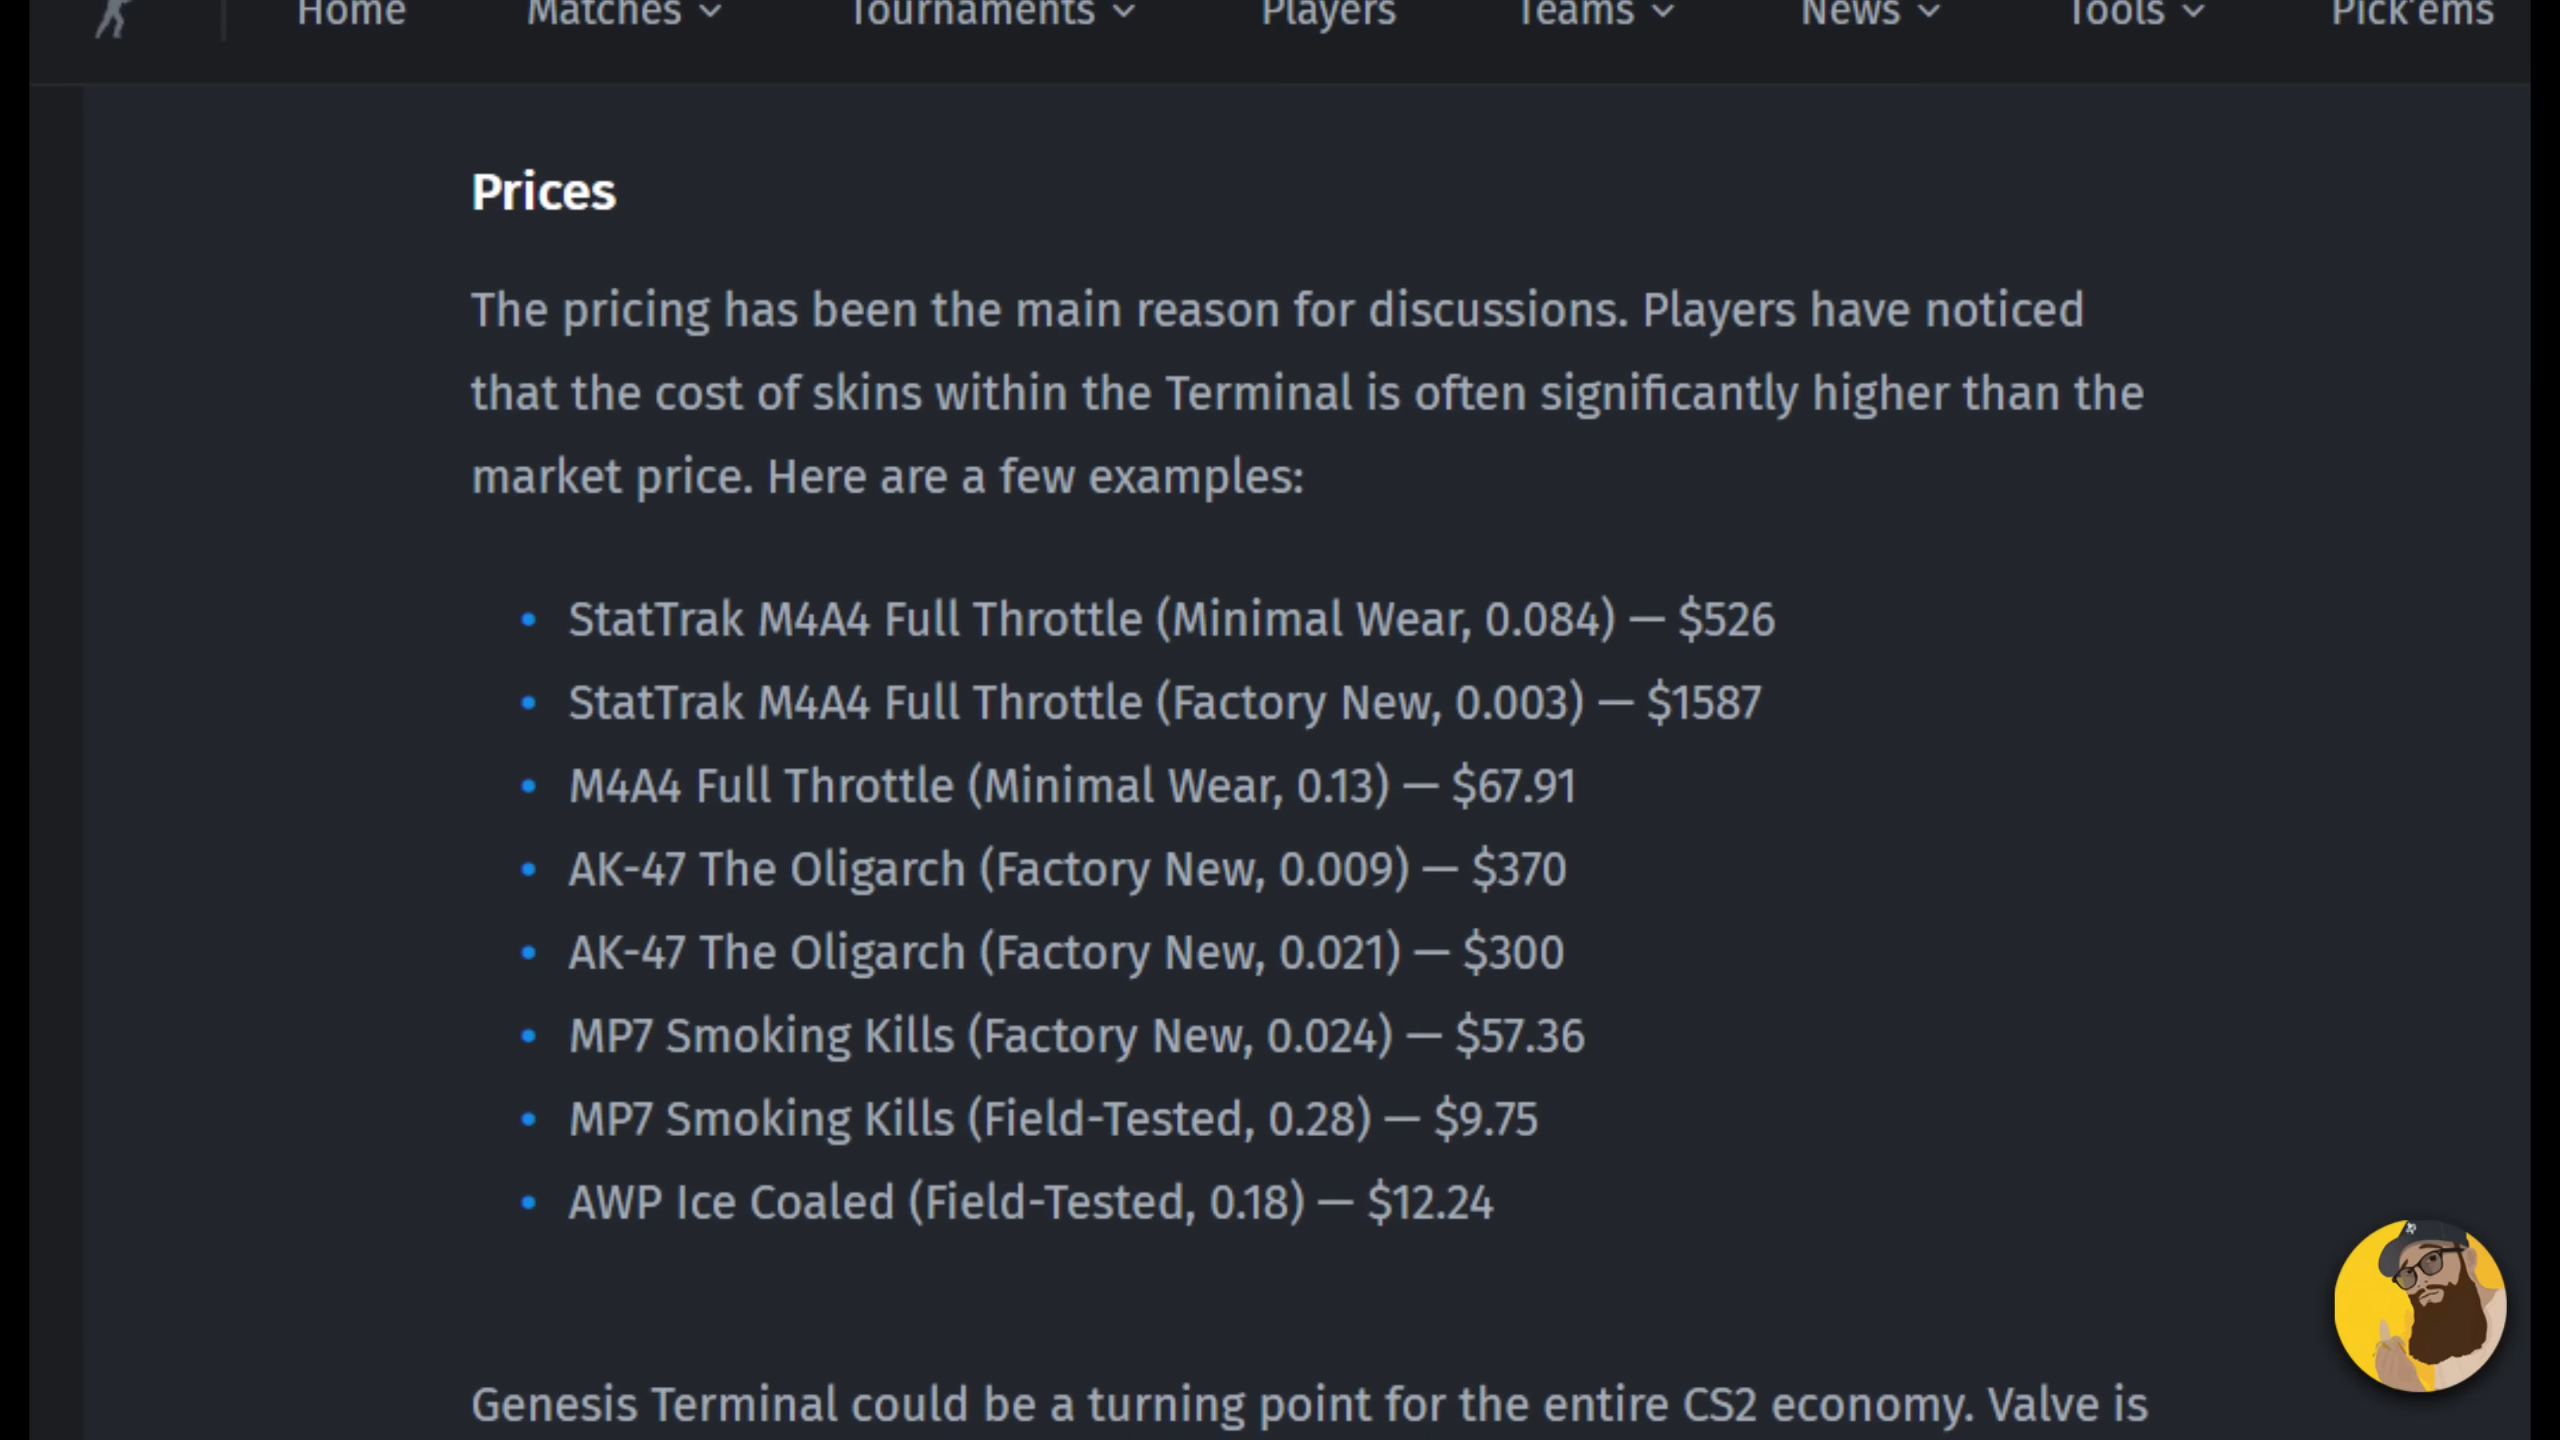 Home Matches Tournaments Players Teams News Tools Pick'ems
Prices
The pricing has been the main reason for discussions. Players have noticed
that the cost of skins within the Terminal is often significantly higher than the
market price. Here are a few examples:
• StatTrak M4A4 Full Throttle (Minimal Wear, 0.084) — $526
• StatTrak M4A4 Full Throttle (Factory New, 0.003) — $1587
• M4A4 Full Throttle (Minimal Wear, 0.13) — $67.91
• AK-47 The Oligarch (Factory New, 0.009) — $370
• AK-47 The Oligarch (Factory New, 0.021) — $300
• MP7 Smoking Kills (Factory New, 0.024) — $57.36
• MP7 Smoking Kills (Field-Tested, 0.28) — $9.75
• AWP Ice Coaled (Field-Tested, 0.18) — $12.24
Genesis Terminal could be a turning point for the entire CS2 economy. Valve is